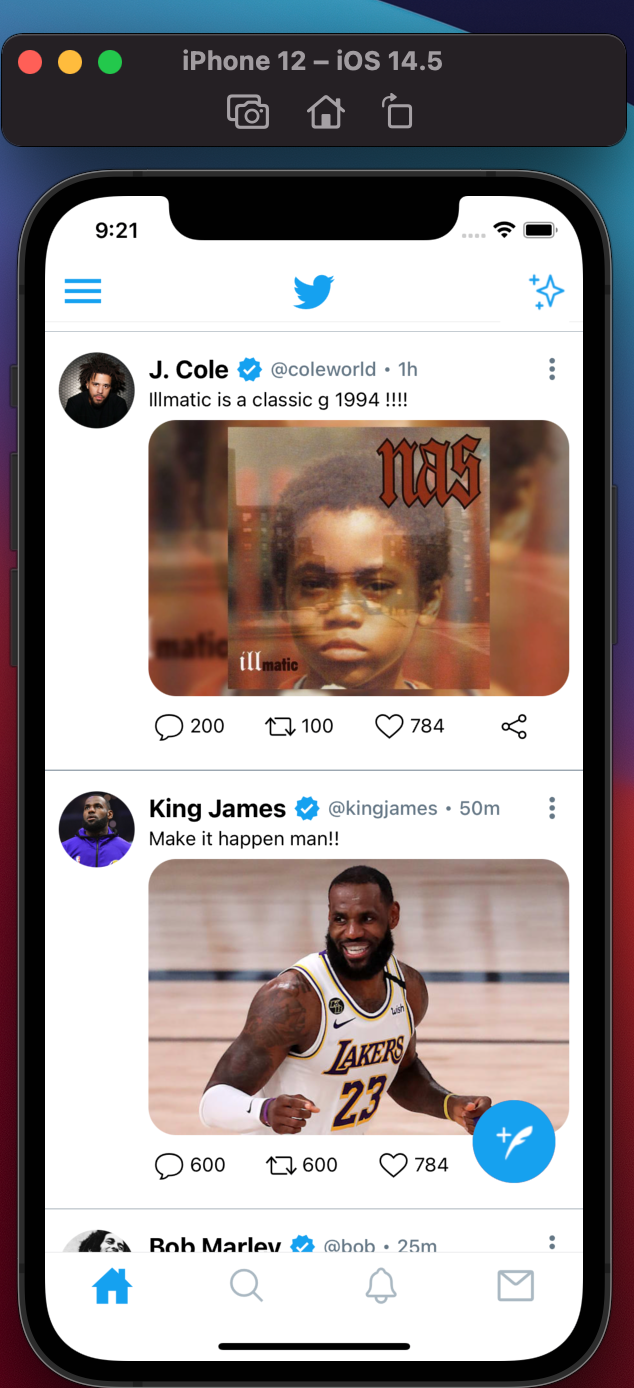 iPhone 12 – iOS 14.5
9:21
J. Cole @coleworld • 1h
Illmatic is a classic g 1994 !!!!
nas
matic
illmatic
200 100 784
King James @kingjames • 50m
Make it happen man!!
wish
LAKERS
23
600 600 784
Bob Marley @bob • 25m